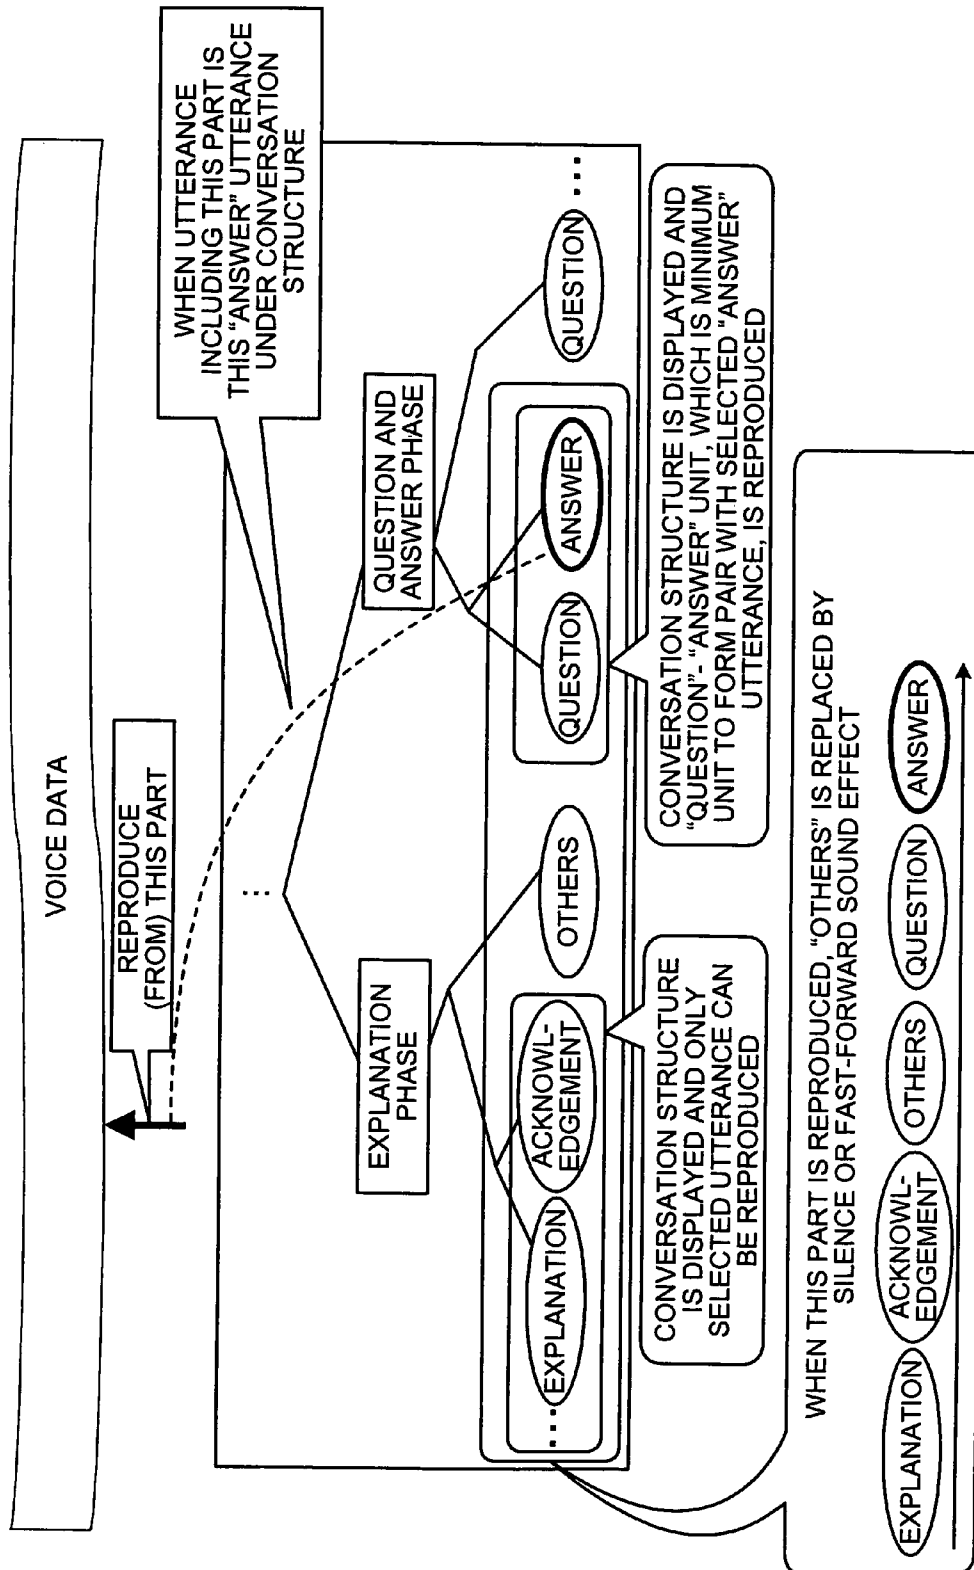 VOICE DATA
REPRODUCE
(FROM) THIS PART
WHEN UTTERANCE
INCLUDING THIS PART IS
THIS “ANSWER” UTTERANCE
UNDER CONVERSATION
STRUCTURE
...
EXPLANATION
PHASE
QUESTION AND
ANSWER PHASE
...
EXPLANATION
ACKNOWL-
EDGEMENT
OTHERS
QUESTION
ANSWER
QUESTION
...
CONVERSATION STRUCTURE
IS DISPLAYED AND ONLY
SELECTED UTTERANCE CAN
BE REPRODUCED
CONVERSATION STRUCTURE IS DISPLAYED AND
“QUESTION”- “ANSWER” UNIT, WHICH IS MINIMUM
UNIT TO FORM PAIR WITH SELECTED “ANSWER”
UTTERANCE, IS REPRODUCED
WHEN THIS PART IS REPRODUCED, “OTHERS” IS REPLACED BY
SILENCE OR FAST-FORWARD SOUND EFFECT
EXPLANATION
ACKNOWL-
EDGEMENT
OTHERS
QUESTION
ANSWER